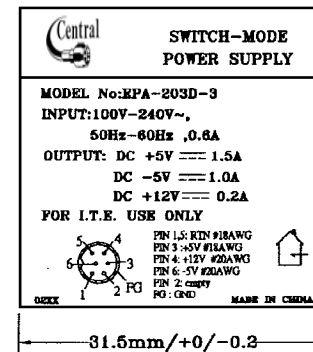 Central
SWITCH-MODE
POWER SUPPLY
MODEL No:EPA-203D-3
INPUT:100V-240V~,
50Hz-60Hz ,0.6A
OUTPUT: DC +5V 1.5A
DC -5V 1.0A
DC +12V 0.2A
FOR I.T.E. USE ONLY
5 4
6 3
1 2 FG
PIN 1,5: RTN #18AWG
PIN 3 :+5V #18AWG
PIN 4: +12V #20AWG
PIN 6: -5V #20AWG
PIN 2: empty
FG : GND
02XX
MADE IN CHINA
31.5mm/+0/-0.2